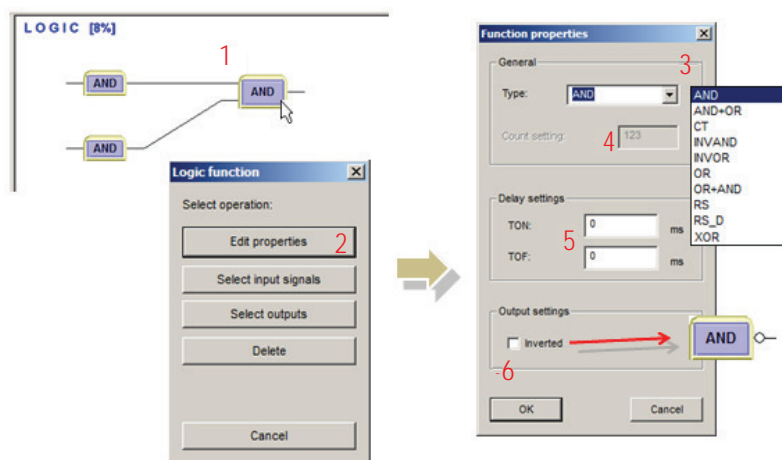 LOGIC [8%]
1
AND
AND
AND
Logic function
Select operation:
Edit properties
2
Select input signals
Select outputs
Delete
Cancel
Function properties
General
3
Type:
AND
Count setting:
4
123
AND
AND+OR
CT
INVAND
INVOR
OR
OR+AND
RS
RS_D
XOR
Delay settings
TON:
0
ms
5
TOF:
0
ms
Output settings
Inverted
AND
-6
OK
Cancel